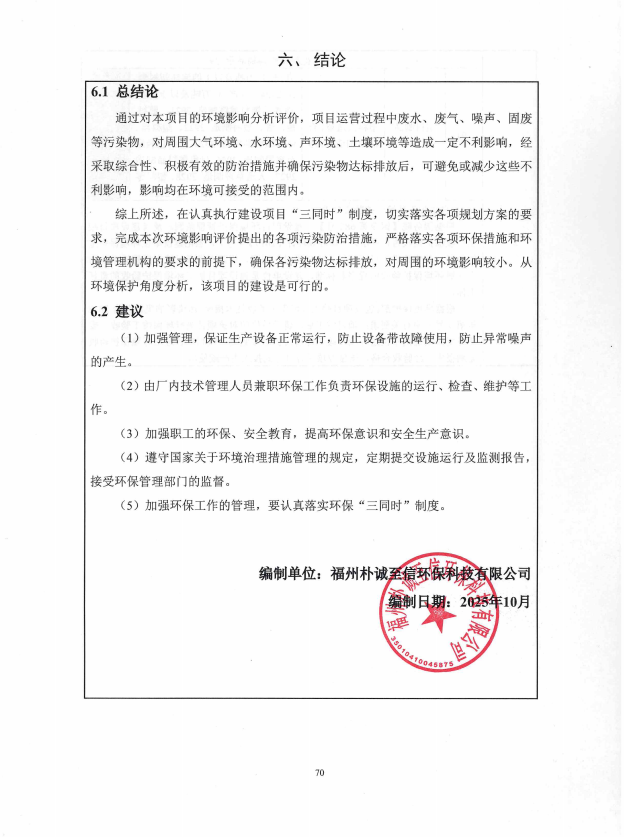 六、 结论
6.1 总结论
通过对本项目的环境影响分析评价，项目运营过程中废水、废气、噪声、固废
等污染物，对周围大气环境、水环境、声环境、土壤环境等造成一定不利影响，经
采取综合性、积极有效的防治措施并确保污染物达标排放后，可避免或减少这些不
利影响，影响均在环境可接受的范围内。
综上所述，在认真执行建设项目“三同时”制度，切实落实各项规划方案的要
求，完成本次环境影响评价提出的各项污染防治措施，严格落实各项环保措施和环
境管理机构的要求的前提下，确保各污染物达标排放，对周围的环境影响较小。从
环境保护角度分析，该项目的建设是可行的。
6.2 建议
（1）加强管理，保证生产设备正常运行，防止设备带故障使用，防止异常噪声
的产生。
（2）由厂内技术管理人员兼职环保工作负责环保设施的运行、检查、维护等工
作。
（3）加强职工的环保、安全教育，提高环保意识和安全生产意识。
（4）遵守国家关于环境治理措施管理的规定，定期提交设施运行及监测报告，
接受环保管理部门的监督。
（5）加强环保工作的管理，要认真落实环保“三同时”制度。
编制单位：福州朴诚至信环保科技有限公司
编制日期：2025年10月
福州朴诚至信环保科技有限公司
35010410045875
70